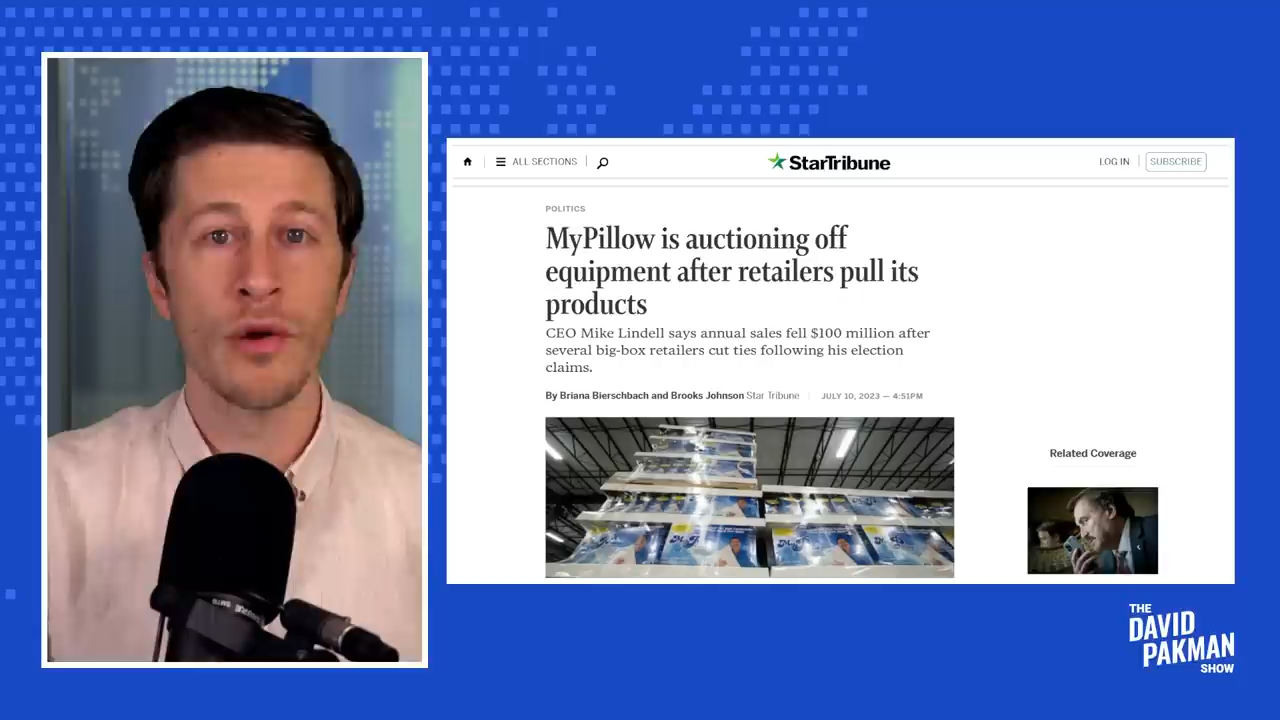 ALL SECTIONS
StarTribune
LOG IN
SUBSCRIBE
POLITICS
MyPillow is auctioning off
equipment after retailers pull its
products
CEO Mike Lindell says annual sales fell $100 million after
several big-box retailers cut ties following his election
claims.
By Briana Bierschbach and Brooks Johnson Star Tribune
JULY 10, 2023 — 4:51PM
Related Coverage
THE
DAVID
PAKMAN
SHOW